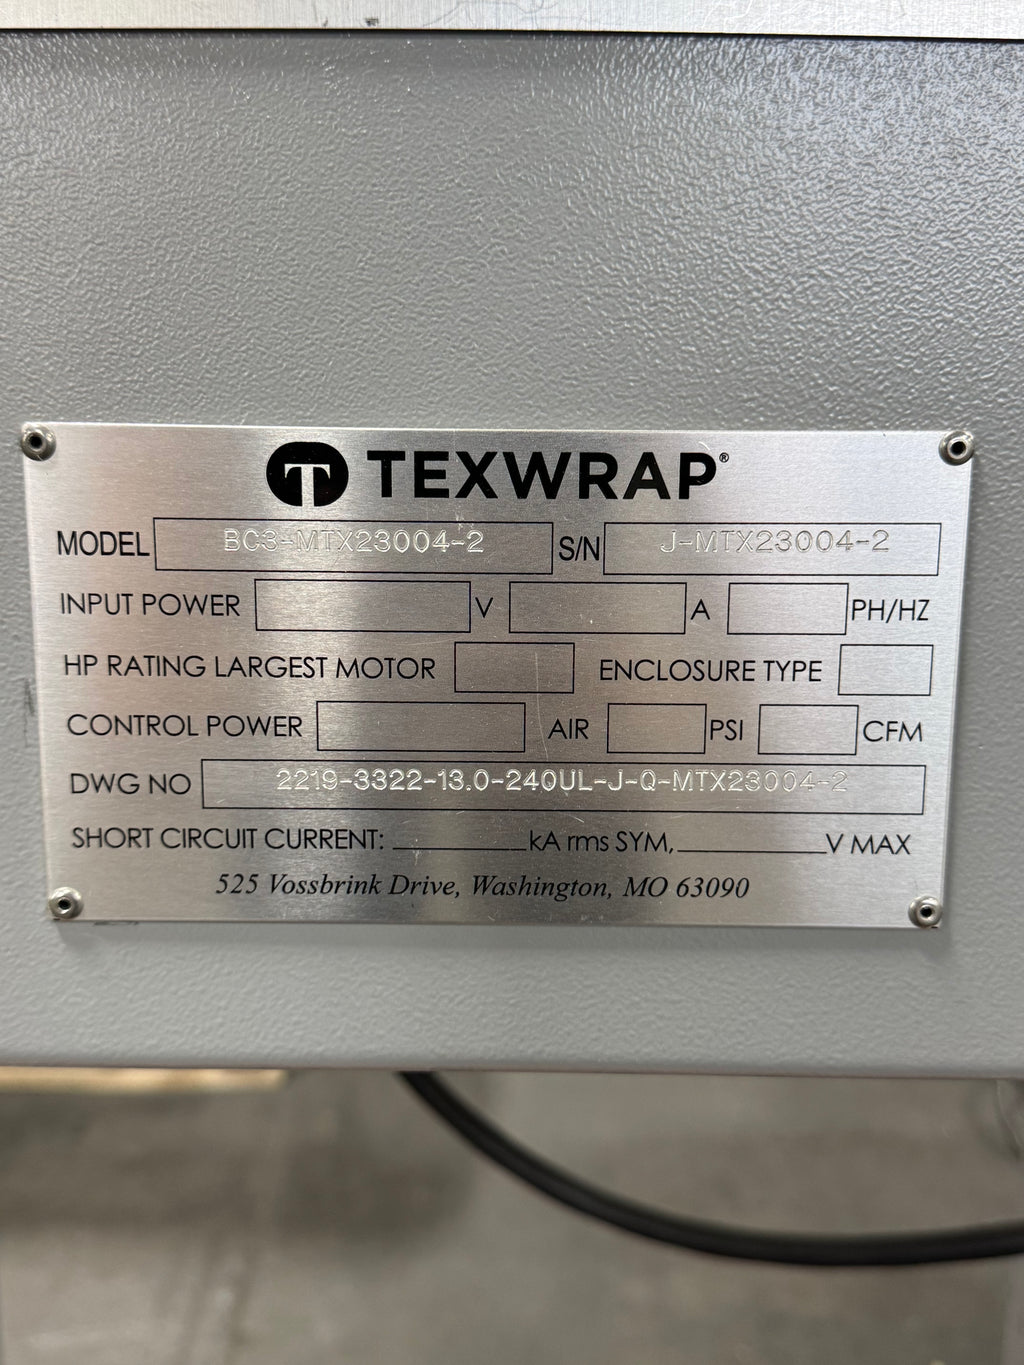 TEXWRAP®
MODEL BC3-MTX23004-2 S/N J-MTX23004-2
INPUT POWER V A PH/HZ
HP RATING LARGEST MOTOR ENCLOSURE TYPE
CONTROL POWER AIR PSI CFM
DWG NO 2219-3322-13.0-240UL-J-Q-MTX23004-2
SHORT CIRCUIT CURRENT: ________kA rms SYM, ________V MAX
525 Vossbrink Drive, Washington, MO 63090